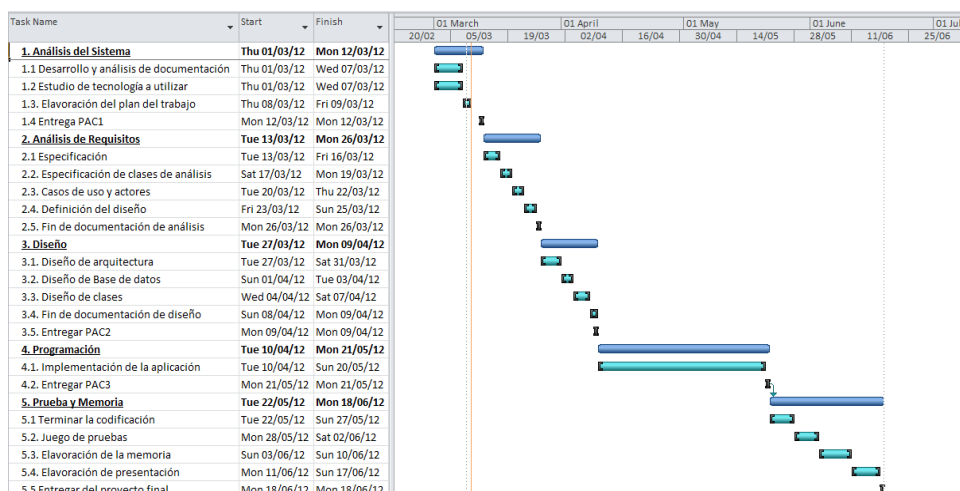 Task Name Start Finish 01 March 01 April 01 May 01 June 01 Jul
20/02 05/03 19/03 02/04 16/04 30/04 14/05 28/05 11/06 25/06
1. Análisis del Sistema Thu 01/03/12 Mon 12/03/12
1.1 Desarrollo y análisis de documentación Thu 01/03/12 Wed 07/03/12
1.2 Estudio de tecnología a utilizar Thu 01/03/12 Wed 07/03/12
1.3. Elavoración del plan del trabajo Thu 08/03/12 Fri 09/03/12
1.4 Entrega PAC1 Mon 12/03/12 Mon 12/03/12
2. Análisis de Requisitos Tue 13/03/12 Mon 26/03/12
2.1 Especificación Tue 13/03/12 Fri 16/03/12
2.2. Especificación de clases de análisis Sat 17/03/12 Mon 19/03/12
2.3. Casos de uso y actores Tue 20/03/12 Thu 22/03/12
2.4. Definición del diseño Fri 23/03/12 Sun 25/03/12
2.5. Fin de documentación de análisis Mon 26/03/12 Mon 26/03/12
3. Diseño Tue 27/03/12 Mon 09/04/12
3.1. Diseño de arquitectura Tue 27/03/12 Sat 31/03/12
3.2. Diseño de Base de datos Sun 01/04/12 Tue 03/04/12
3.3. Diseño de clases Wed 04/04/12 Sat 07/04/12
3.4. Fin de documentación de diseño Sun 08/04/12 Mon 09/04/12
3.5. Entregar PAC2 Mon 09/04/12 Mon 09/04/12
4. Programación Tue 10/04/12 Mon 21/05/12
4.1. Implementación de la aplicación Tue 10/04/12 Sun 20/05/12
4.2. Entregar PAC3 Mon 21/05/12 Mon 21/05/12
5. Prueba y Memoria Tue 22/05/12 Mon 18/06/12
5.1 Terminar la codificación Tue 22/05/12 Sun 27/05/12
5.2. Juego de pruebas Mon 28/05/12 Sat 02/06/12
5.3. Elavoración de la memoria Sun 03/06/12 Sun 10/06/12
5.4. Elavoración de presentación Mon 11/06/12 Sun 17/06/12
5.5 Entregar del proyecto final Mon 18/06/12 Mon 18/06/12